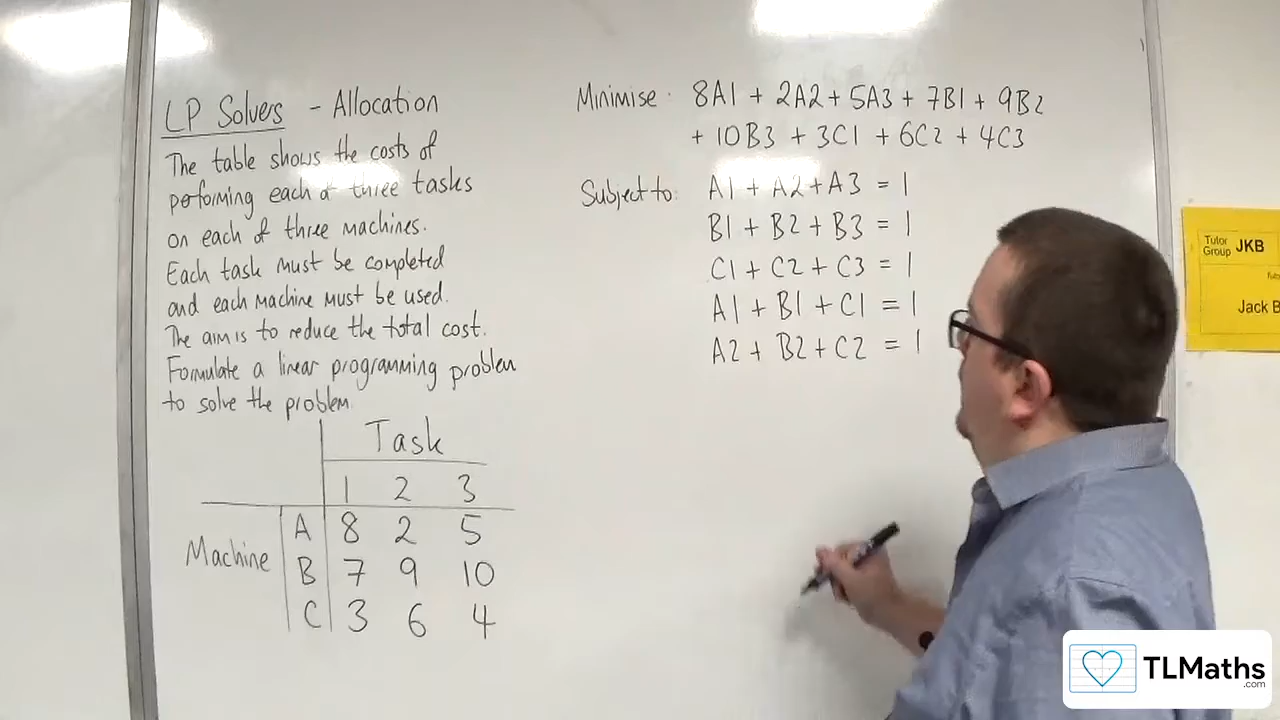 LP Solvers - Allocation
The table shows the costs of
performing each of three tasks
on each of three machines.
Each task must be completed
and each machine must be used.
The aim is to reduce the total cost.
Formulate a linear programming problem
to solve the problem.
Task
1 2 3
Machine
A 8 2 5
B 7 9 10
C 3 6 4
Minimise: 8A1 + 2A2 + 5A3 + 7B1 + 9B2
+ 10B3 + 3C1 + 6C2 + 4C3
Subject to: A1 + A2 + A3 = 1
B1 + B2 + B3 = 1
C1 + C2 + C3 = 1
A1 + B1 + C1 = 1
A2 + B2 + C2 = 1
Tutor
Group JKB
Jack B
TLMaths
.com